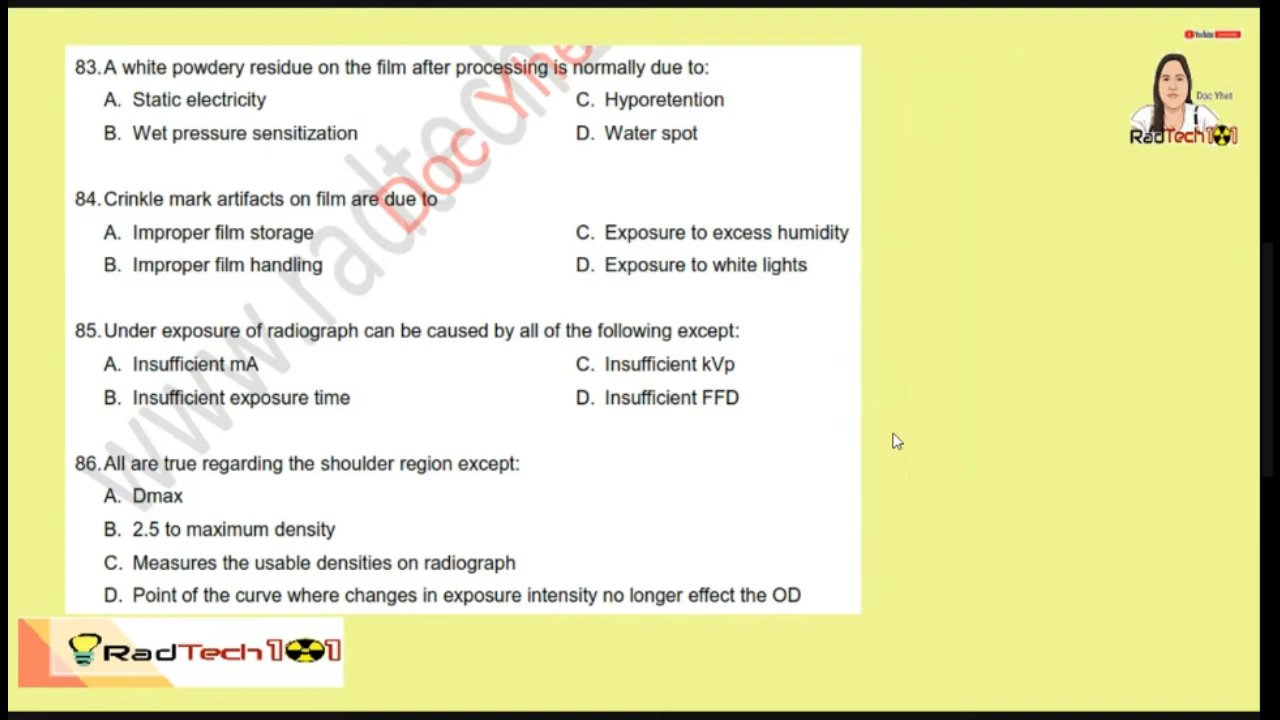 YouTube
Doc Yhet
RadTech101
83. A white powdery residue on the film after processing is normally due to:
A. Static electricity
C. Hyporetention
B. Wet pressure sensitization
D. Water spot
84. Crinkle mark artifacts on film are due to
A. Improper film storage
C. Exposure to excess humidity
B. Improper film handling
D. Exposure to white lights
85. Under exposure of radiograph can be caused by all of the following except:
A. Insufficient mA
C. Insufficient kVp
B. Insufficient exposure time
D. Insufficient FFD
86. All are true regarding the shoulder region except:
A. Dmax
B. 2.5 to maximum density
C. Measures the usable densities on radiograph
D. Point of the curve where changes in exposure intensity no longer effect the OD
www.radtech
Doc Yhe
RadTech101